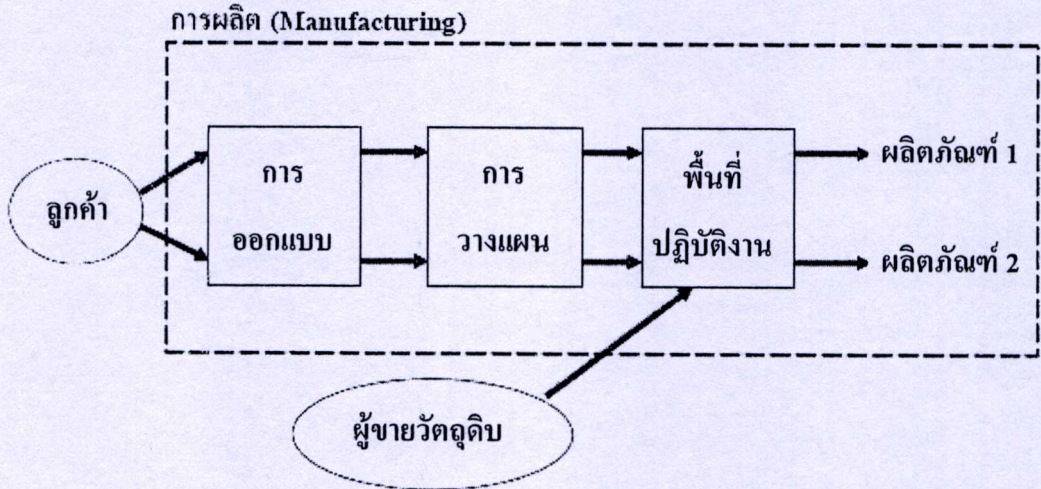 การผลิต (Manufacturing)
ลูกค้า
การ
ออกแบบ
การ
วางแผน
พื้นที่
ปฏิบัติงาน
ผลิตภัณฑ์ 1
ผลิตภัณฑ์ 2
ผู้ขายวัตถุดิบ